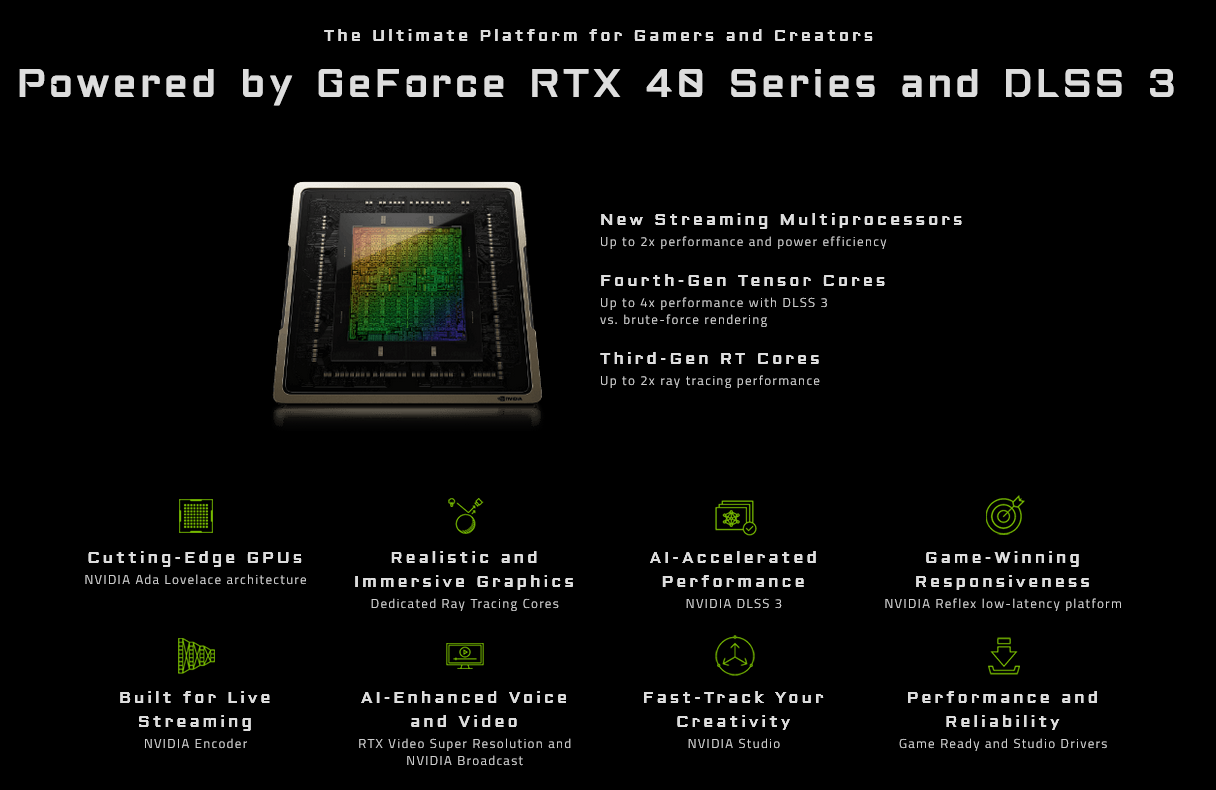 The Ultimate Platform for Gamers and Creators
Powered by GeForce RTX 40 Series and DLSS 3
New Streaming Multiprocessors
Up to 2x performance and power efficiency
Fourth-Gen Tensor Cores
Up to 4x performance with DLSS 3
vs. brute-force rendering
Third-Gen RT Cores
Up to 2x ray tracing performance
NVIDIA
Cutting-Edge GPUs
NVIDIA Ada Lovelace architecture
Realistic and
Immersive Graphics
Dedicated Ray Tracing Cores
AI-Accelerated
Performance
NVIDIA DLSS 3
Game-Winning
Responsiveness
NVIDIA Reflex low-latency platform
Built for Live
Streaming
NVIDIA Encoder
AI-Enhanced Voice
and Video
RTX Video Super Resolution and
NVIDIA Broadcast
Fast-Track Your
Creativity
NVIDIA Studio
Performance and
Reliability
Game Ready and Studio Drivers